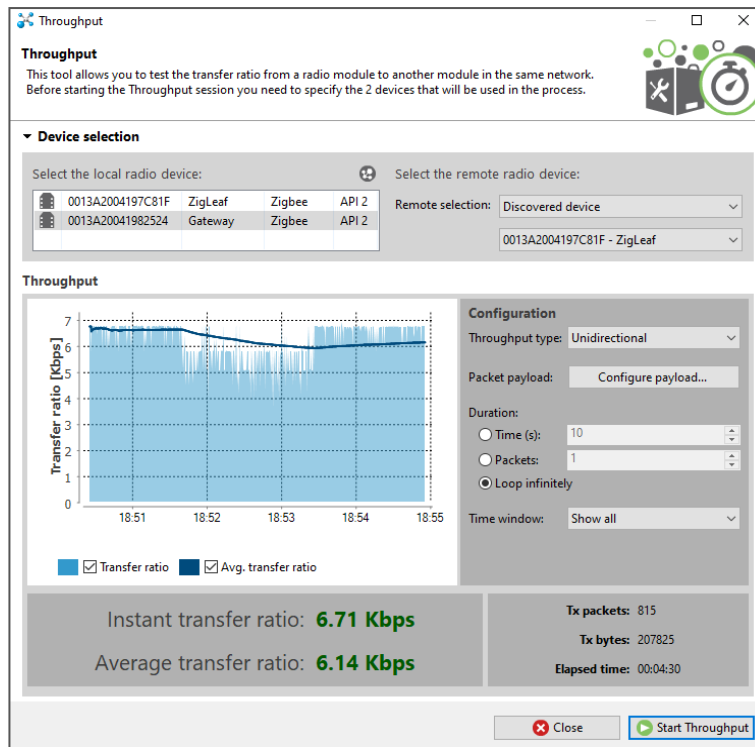 Throughput
Throughput
This tool allows you to test the transfer ratio from a radio module to another module in the same network.
Before starting the Throughput session you need to specify the 2 devices that will be used in the process.
Device selection
Select the local radio device:
0013A2004197C81F ZigLeaf Zigbee API 2
0013A20041982524 Gateway Zigbee API 2
Select the remote radio device:
Remote selection: Discovered device
0013A2004197C81F - ZigLeaf
Throughput
Transfer ratio [Kbps]
7
6
5
4
3
2
1
0
18:51 18:52 18:53 18:54 18:55
Transfer ratio Avg. transfer ratio
Configuration
Throughput type: Unidirectional
Packet payload: Configure payload...
Duration:
Time (s): 10
Packets: 1
Loop infinitely
Time window: Show all
Instant transfer ratio: 6.71 Kbps
Average transfer ratio: 6.14 Kbps
Tx packets: 815
Tx bytes: 207825
Elapsed time: 00:04:30
Close Start Throughput